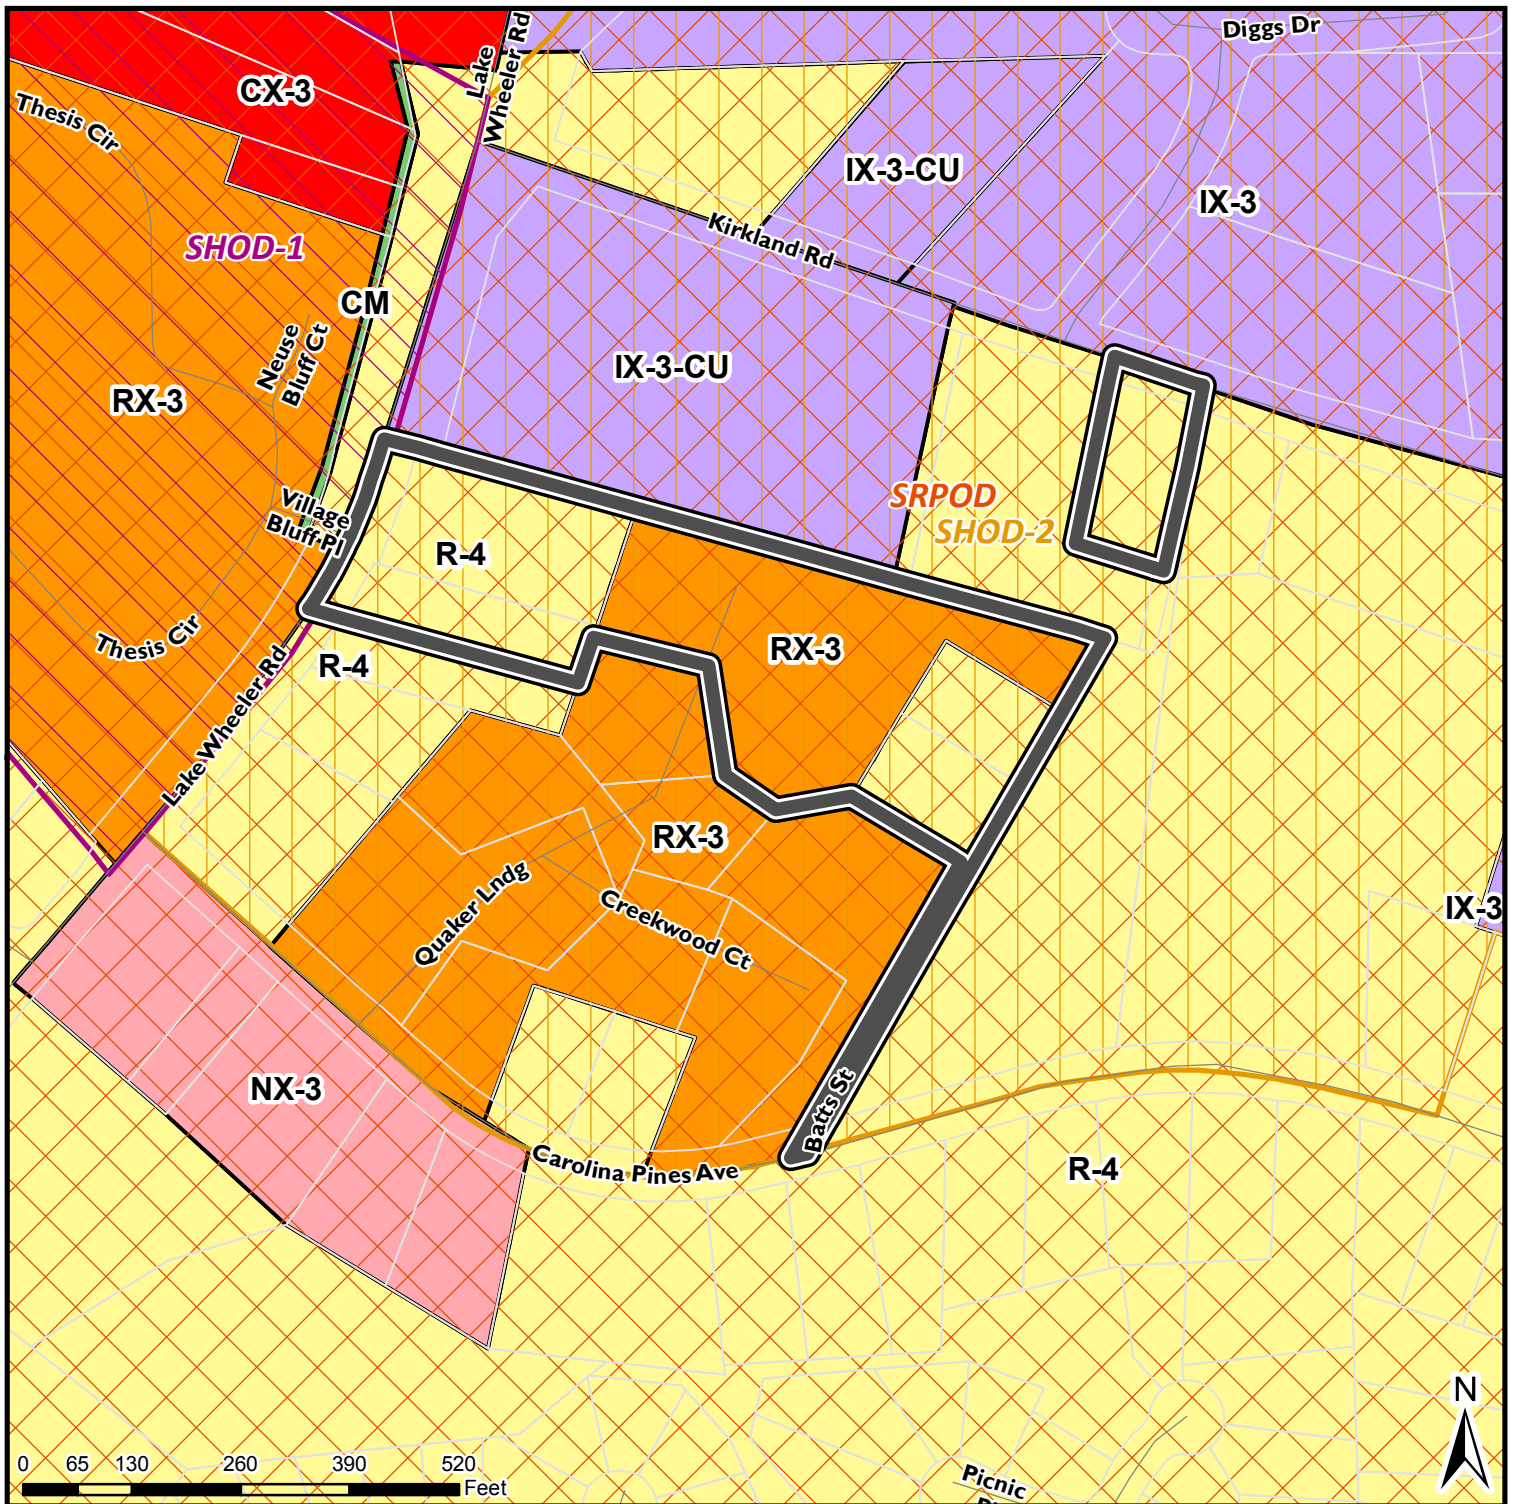 Diggs Dr
Lake
Wheeler Rd
CX-3
Thesis Cir
IX-3-CU
IX-3
Kirkland Rd
SHOD-1
CM
Neuse
Bluff Ct
IX-3-CU
RX-3
SRPOD
SHOD-2
Village
Bluff Pl
R-4
Thesis Cir
RX-3
R-4
Lake Wheeler Rd
RX-3
Quaker Lndg
Creekwood Ct
IX-3
NX-3
Batts St
Carolina Pines Ave
R-4
N
0 65 130 260 390 520
Feet
Picnic